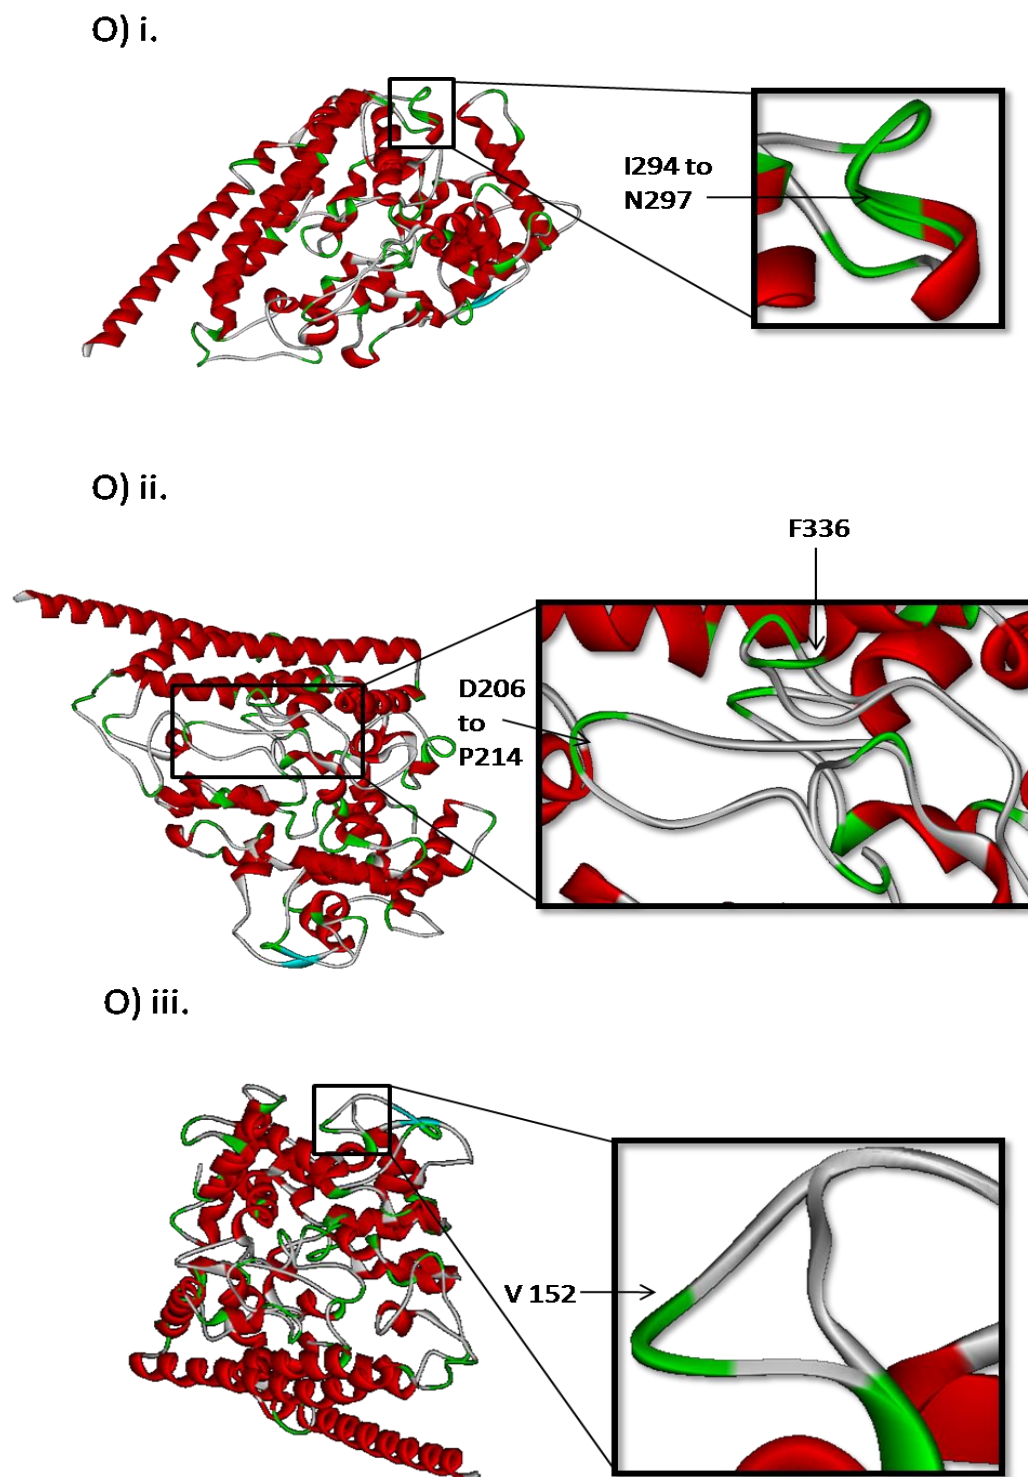 O) i.
I294 to
N297
O) ii.
F336
D206
to
P214
O) iii.
V 152